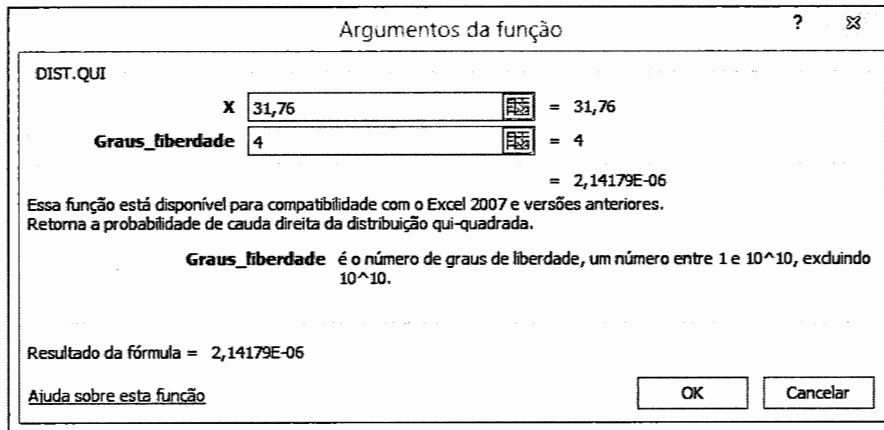 Argumentos da função ?
DIST.QUI
X 31,76 = 31,76
Graus_liberdade 4 = 4
= 2,14179E-06
Essa função está disponível para compatibilidade com o Excel 2007 e versões anteriores.
Retorna a probabilidade de cauda direita da distribuição qui-quadrada.
Graus_liberdade é o número de graus de liberdade, um número entre 1 e 10^10, excluindo
10^10.
Resultado da fórmula = 2,14179E-06
Ajuda sobre esta função OK Cancelar